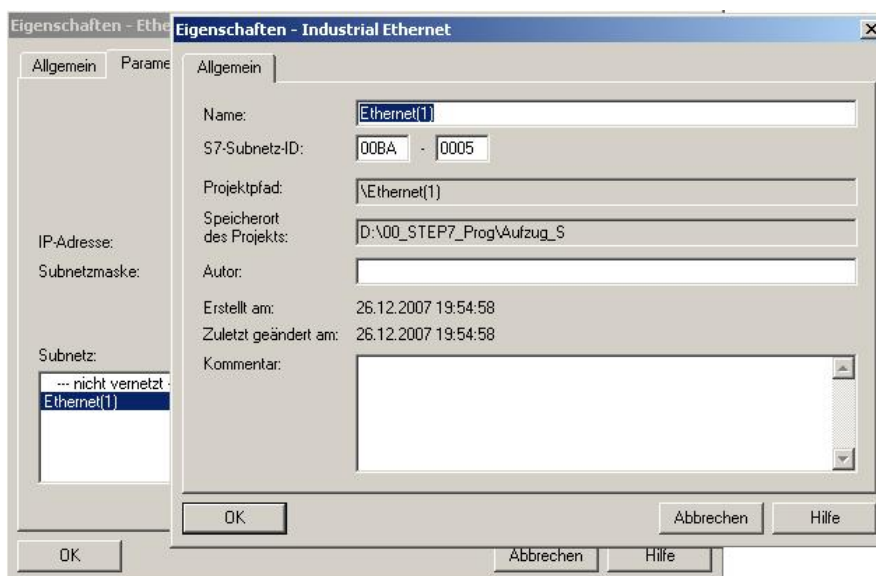 Eigenschaften - Ethe
Allgemein
Parame
IP-Adresse:
Subnetzmaske:
Subnetz:
--- nicht vernetzt -
Ethernet(1)
OK
Abbrechen
Hilfe
Eigenschaften - Industrial Ethernet
Allgemein
Name:
Ethernet(1)
S7-Subnetz-ID:
00BA - 0005
Projektpfad:
\Ethernet(1)
Speicherort
des Projekts:
D:\00_STEP7_Prog\Aufzug_S
Autor:
Erstellt am:
26.12.2007 19:54:58
Zuletzt geändert am:
26.12.2007 19:54:58
Kommentar:
OK
Abbrechen
Hilfe